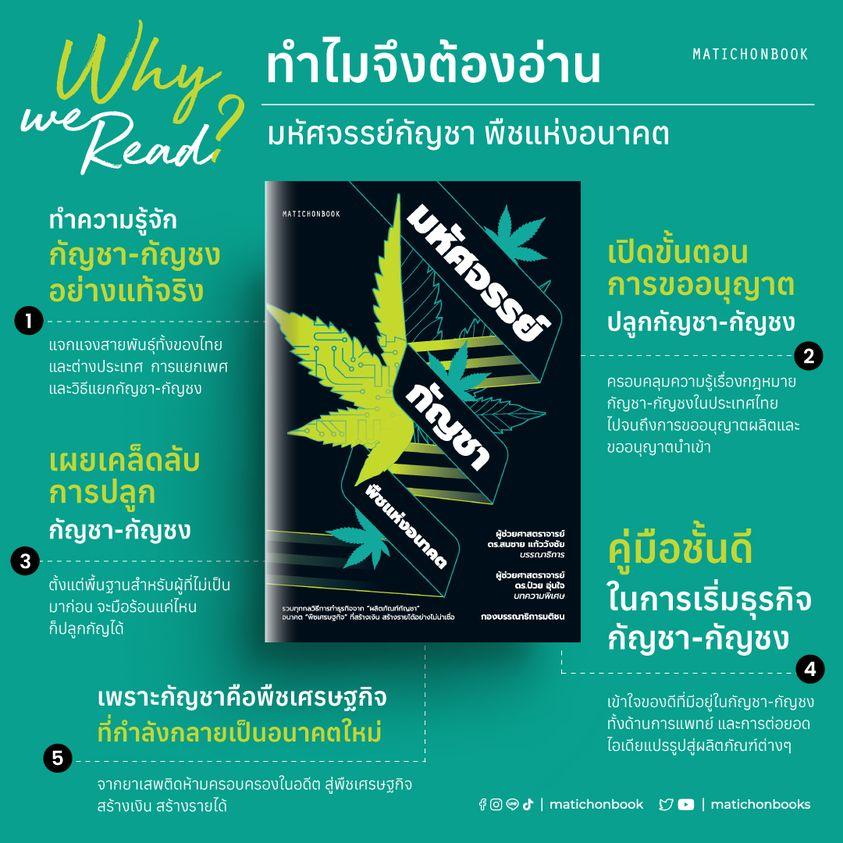 Why
we
Read?
ทำไมจึงต้องอ่าน
MATICHONBOOK
มหัศจรรย์กัญชา พืชแห่งอนาคต
ทำความรู้จัก
กัญชา-กัญชง
อย่างแท้จริง
1
แจกแจงสายพันธุ์ทั้งของไทย
และต่างประเทศ การแยกเพศ
และวิธีแยกกัญชา-กัญชง
เปิดขั้นตอน
การขออนุญาต
ปลูกกัญชา-กัญชง
2
ครอบคลุมความรู้เรื่องกฎหมาย
กัญชา-กัญชงในประเทศไทย
ไปจนถึงการขออนุญาตผลิตและ
ขออนุญาตนำเข้า
เผยเคล็ดลับ
การปลูก
กัญชา-กัญชง
3
ตั้งแต่พื้นฐานสำหรับผู้ที่ไม่เป็น
มาก่อน จะมือร้อนแค่ไหน
ก็ปลูกกัญได้
คู่มือชั้นดี
ในการเริ่มธุรกิจ
กัญชา-กัญชง
4
เข้าใจของดีที่มีอยู่ในกัญชา-กัญชง
ทั้งด้านการแพทย์ และการต่อยอด
ไอเดียแปรรูปสู่ผลิตภัณฑ์ต่างๆ
เพราะกัญชาคือพืชเศรษฐกิจ
ที่กำลังกลายเป็นอนาคตใหม่
5
จากยาเสพติดห้ามครอบครองในอดีต สู่พืชเศรษฐกิจ
สร้างเงิน สร้างรายได้
MATICHONBOOK
มหัศจรรย์
กัญชา
พืชแห่งอนาคต
ผู้ช่วยศาสตราจารย์
ดร.สมชาย แก้ววังชัย
บรรณาธิการ
ผู้ช่วยศาสตราจารย์
ดร.ป๋วย อุ่นใจ
บทความพิเศษ
กองบรรณาธิการมติชน
รวบทุกกลวิธีการทำธุรกิจจาก "ผลิตภัณฑ์กัญชา"
อนาคต "พืชเศรษฐกิจ" ที่สร้างเงิน สร้างรายได้อย่างไม่น่าเชื่อ
| matichonbook | matichonbooks